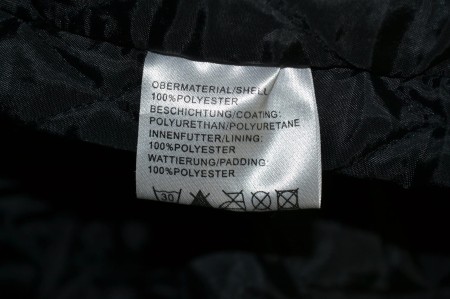 OBERMATERIAL/SHELL
100%POLYESTER
BESCHICHTUNG/COATING:
POLYURETHAN/POLYURETANE
INNENFUTTER/LINING:
100%POLYESTER
WATTIERUNG/PADDING:
100%POLYESTER
30